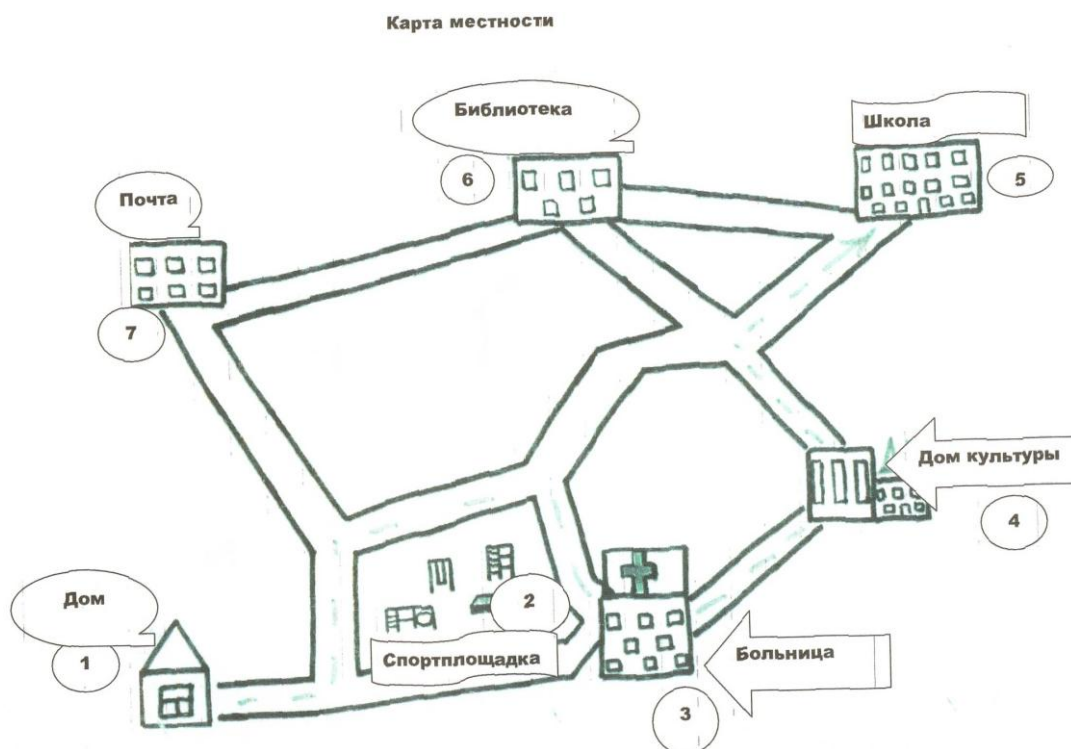 Карта местности
Библиотека
Школа
6
5
Почта
7
Дом культуры
4
Дом
1
2
Спортплощадка
Больница
3